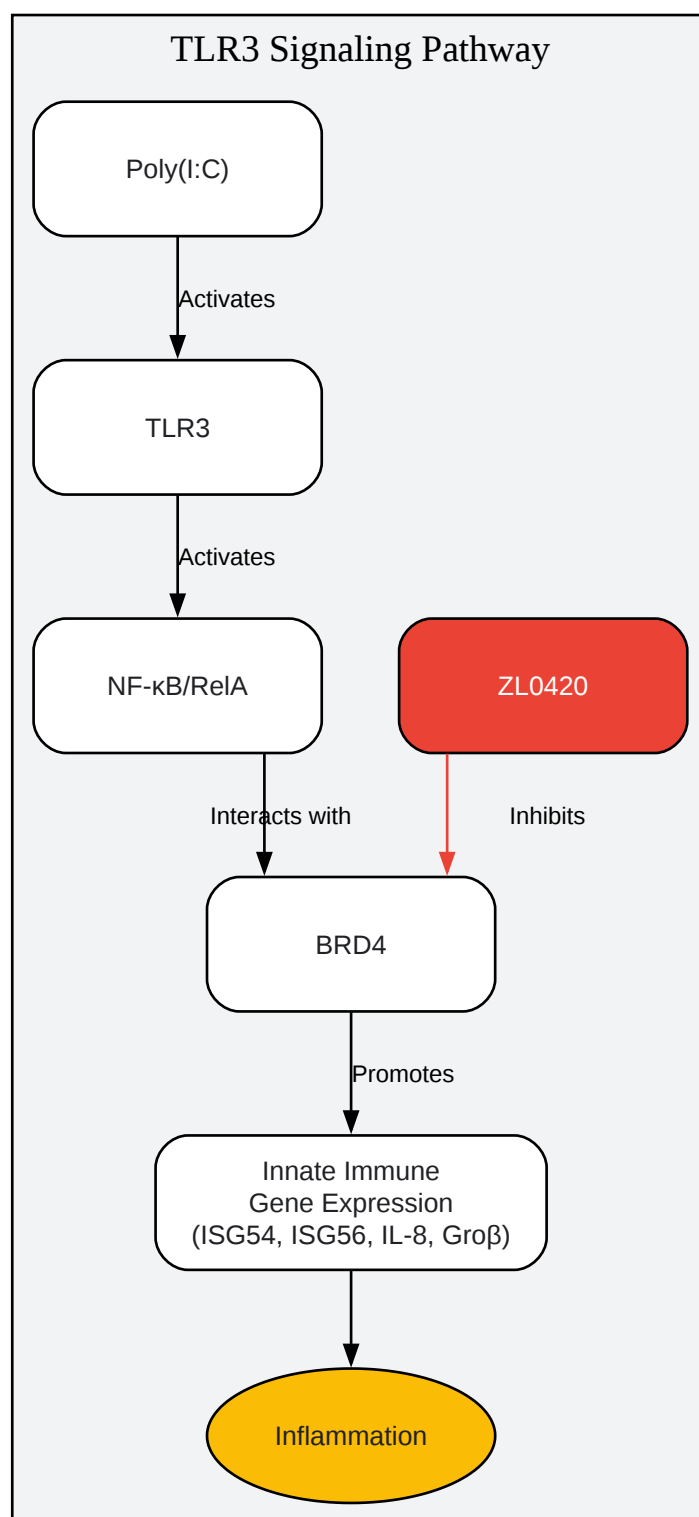 TLR3 Signaling Pathway
Poly(I:C)
Activates
TLR3
Activates
NF-κB/RelA
ZL0420
Interacts with
Inhibits
BRD4
Promotes
Innate Immune
Gene Expression
(ISG54, ISG56, IL-8, Groβ)
Inflammation